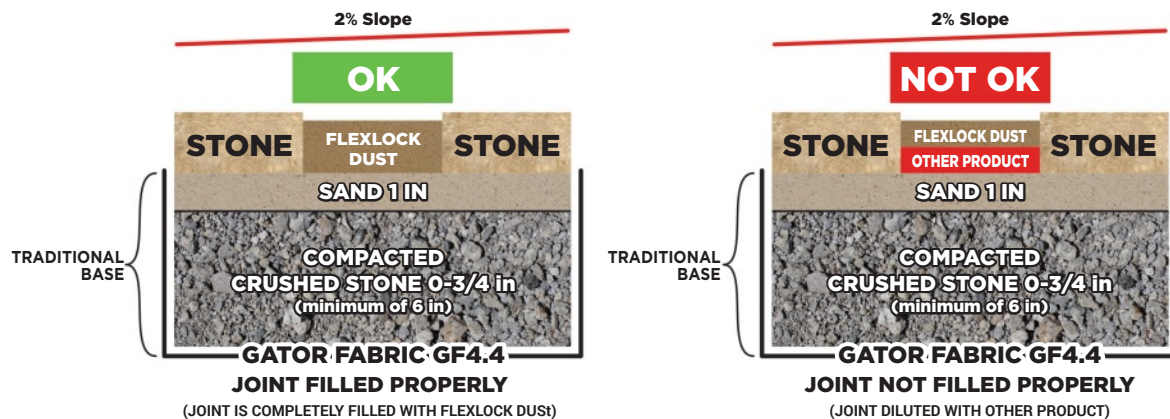 2% Slope
OK
STONE
FLEXLOCK
DUST
STONE
SAND 1 IN
TRADITIONAL
BASE
COMPACTED
CRUSHED STONE 0-3/4 in
(minimum of 6 in)
GATOR FABRIC GF4.4
JOINT FILLED PROPERLY
(JOINT IS COMPLETELY FILLED WITH FLEXLOCK DUSt)
2% Slope
NOT OK
STONE
FLEXLOCK DUST
OTHER PRODUCT
STONE
SAND 1 IN
TRADITIONAL
BASE
COMPACTED
CRUSHED STONE 0-3/4 in
(minimum of 6 in)
GATOR FABRIC GF4.4
JOINT NOT FILLED PROPERLY
(JOINT DILUTED WITH OTHER PRODUCT)